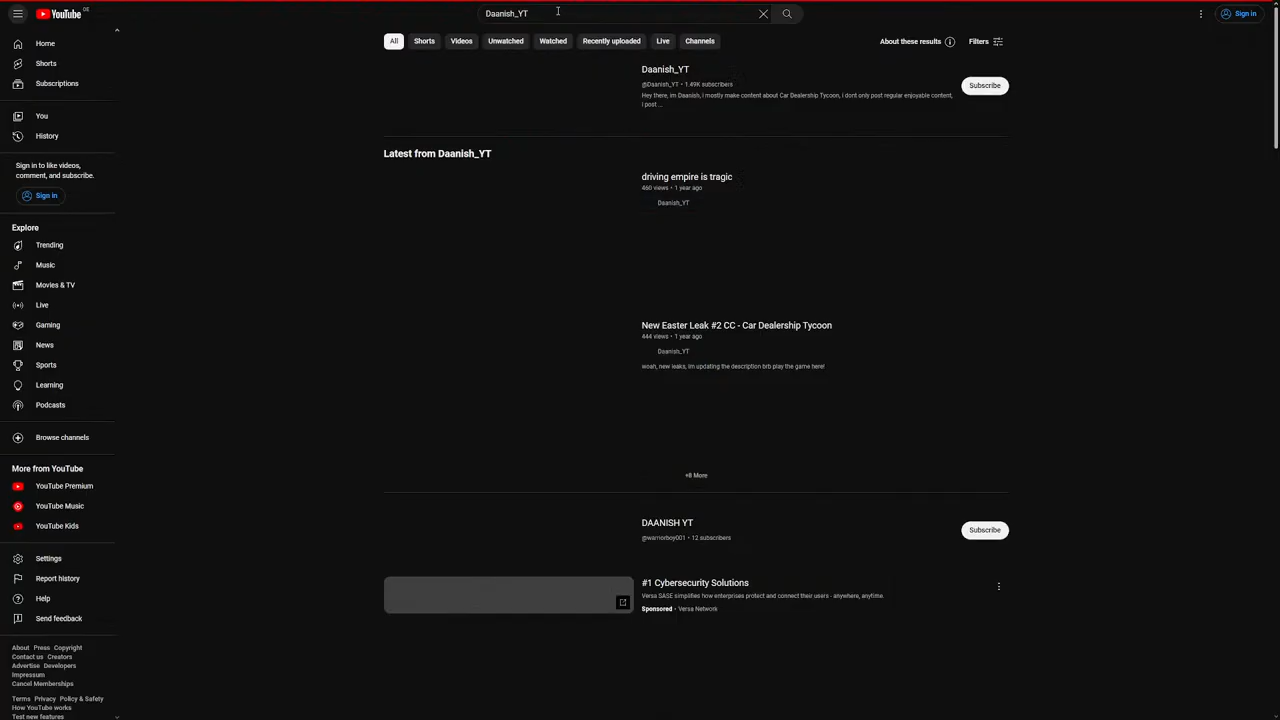 YouTube DE
Daanish_YT
Sign in
Home
Shorts
Subscriptions
You
History
Sign in to like videos,
comment, and subscribe.
Sign in
Explore
Trending
Music
Movies & TV
Live
Gaming
News
Sports
Learning
Podcasts
Browse channels
More from YouTube
YouTube Premium
YouTube Music
YouTube Kids
Settings
Report history
Help
Send feedback
About Press Copyright
Contact us Creators
Advertise Developers
Impressum
Cancel Memberships
Terms Privacy Policy & Safety
How YouTube works
Test new features
All Shorts Videos Unwatched Watched Recently uploaded Live Channels
About these results Filters
Daanish_YT
@Daanish_YT • 1.49K subscribers
Hey there, im Daanish, i mostly make content about Car Dealership Tycoon, i dont only post regular enjoyable content,
i post ...
Subscribe
Latest from Daanish_YT
driving empire is tragic
460 views • 1 year ago
Daanish_YT
New Easter Leak #2 CC - Car Dealership Tycoon
444 views • 1 year ago
Daanish_YT
woah, new leaks, im updating the description brb play the game here!
+8 More
DAANISH YT
@warriorboy001 • 12 subscribers
Subscribe
#1 Cybersecurity Solutions
Versa SASE simplifies how enterprises protect and connect their users - anywhere, anytime.
Sponsored • Versa Network